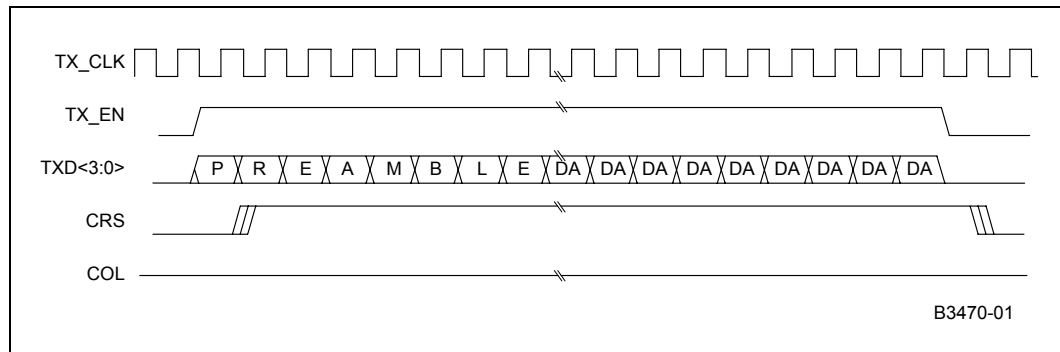 TX_CLK
TX_EN
TXD<3:0> P R E A M B L E DA DA DA DA DA DA DA DA DA
CRS
COL
B3470-01